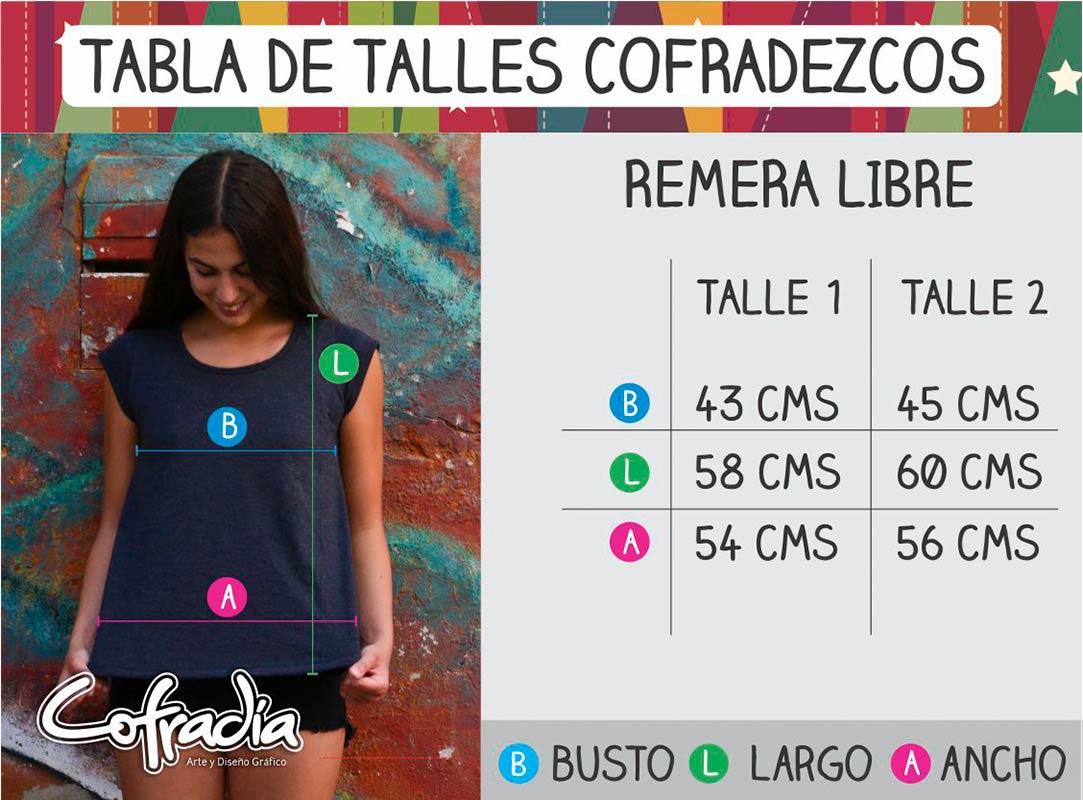 TABLA DE TALLES COFRADEZCOS
REMERA LIBRE
TALLE 1 TALLE 2
B 43 CMS 45 CMS
L 58 CMS 60 CMS
A 54 CMS 56 CMS
L
B
A
Cofradía
Arte y Diseño Gráfico
B BUSTO L LARGO A ANCHO